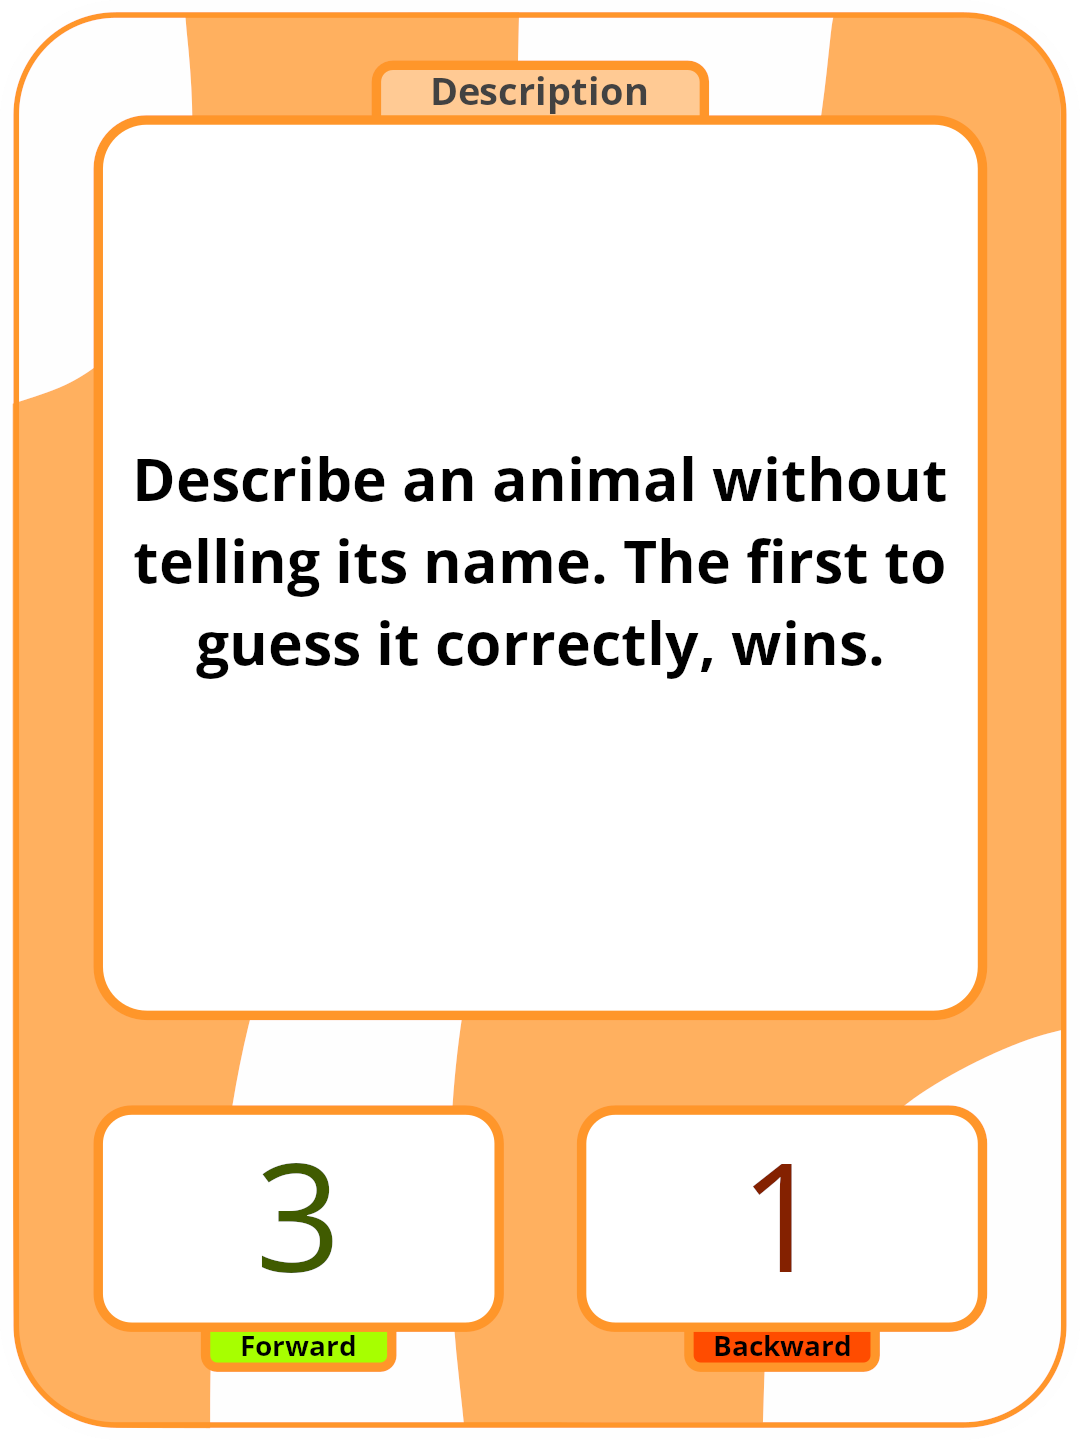 Description
Describe an animal without
telling its name. The first to
guess it correctly, wins.
3
1
Forward
Backward